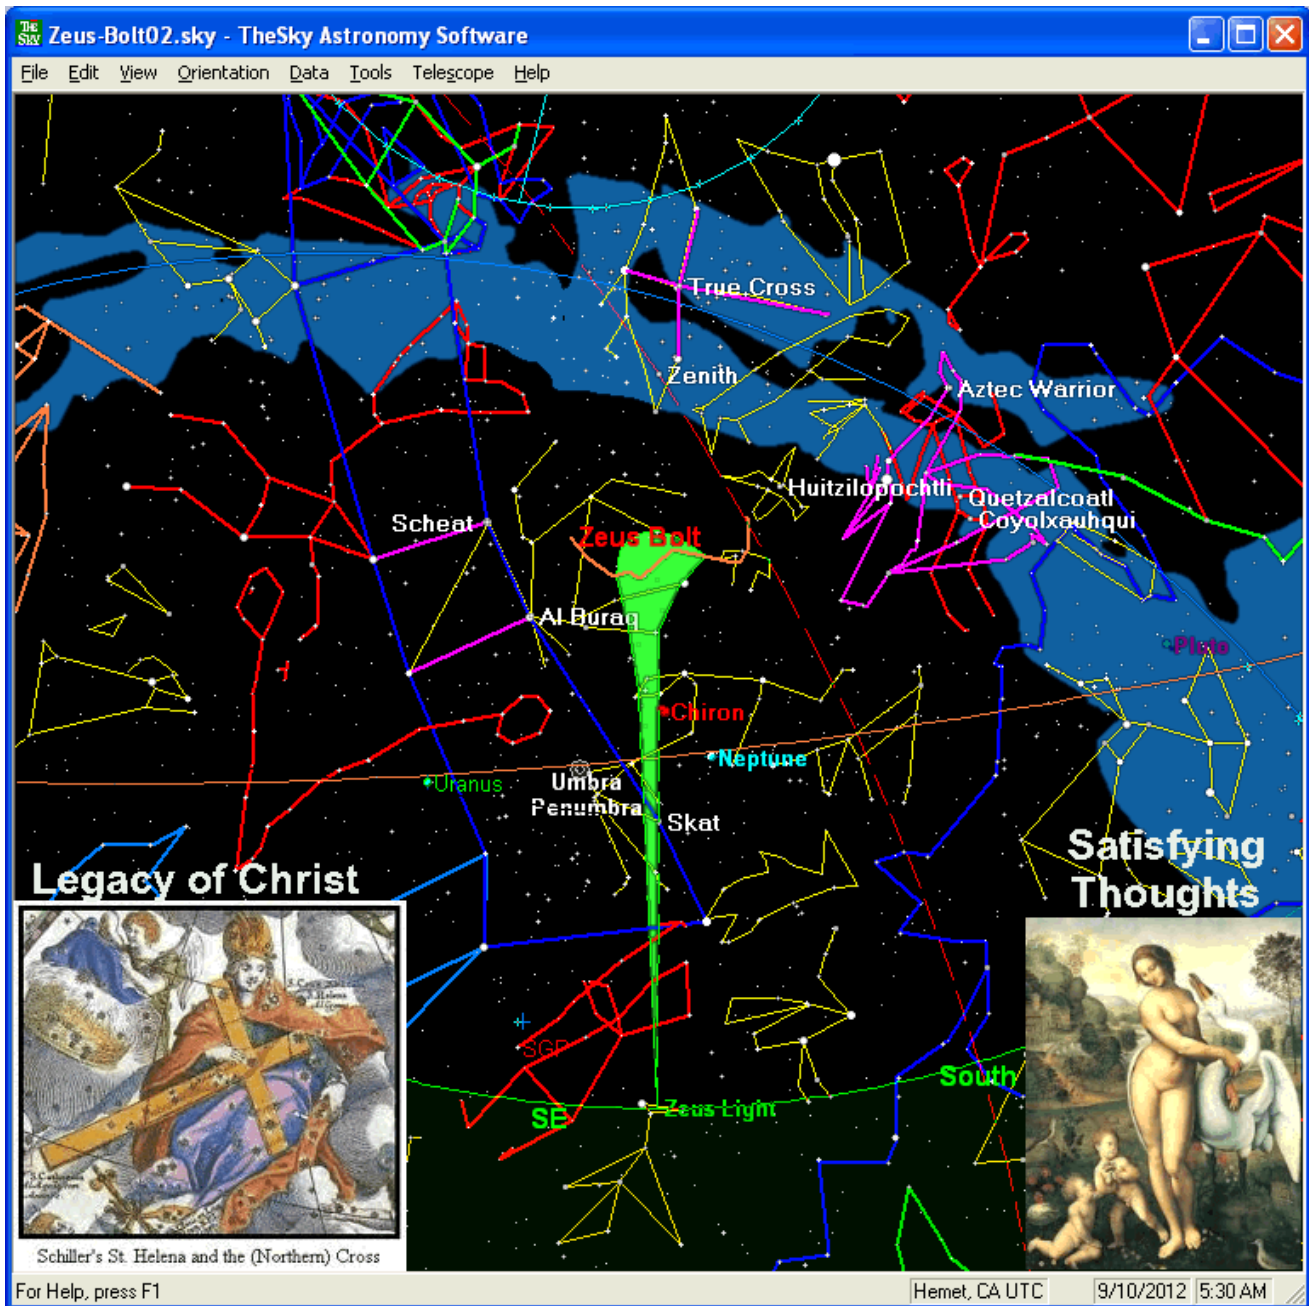 THE SKY
Zeus-Bolt02.sky - TheSky Astronomy Software
File Edit View Orientation Data Tools Telescope Help
True Cross
Zenith
Aztec Warrior
Huitzilopochtli
Quetzalcoatl
Coyolxauhqui
Scheat
Zeus Bolt
Al Buraq
Pluto
Chiron
Neptune
Uranus
Umbra
Penumbra
Skat
Legacy of Christ
Satisfying
Thoughts
SGP
South
SE
Zeus Light
Schiller's St. Helena and the (Northern) Cross
For Help, press F1
Hemet, CA UTC
9/10/2012
5:30 AM